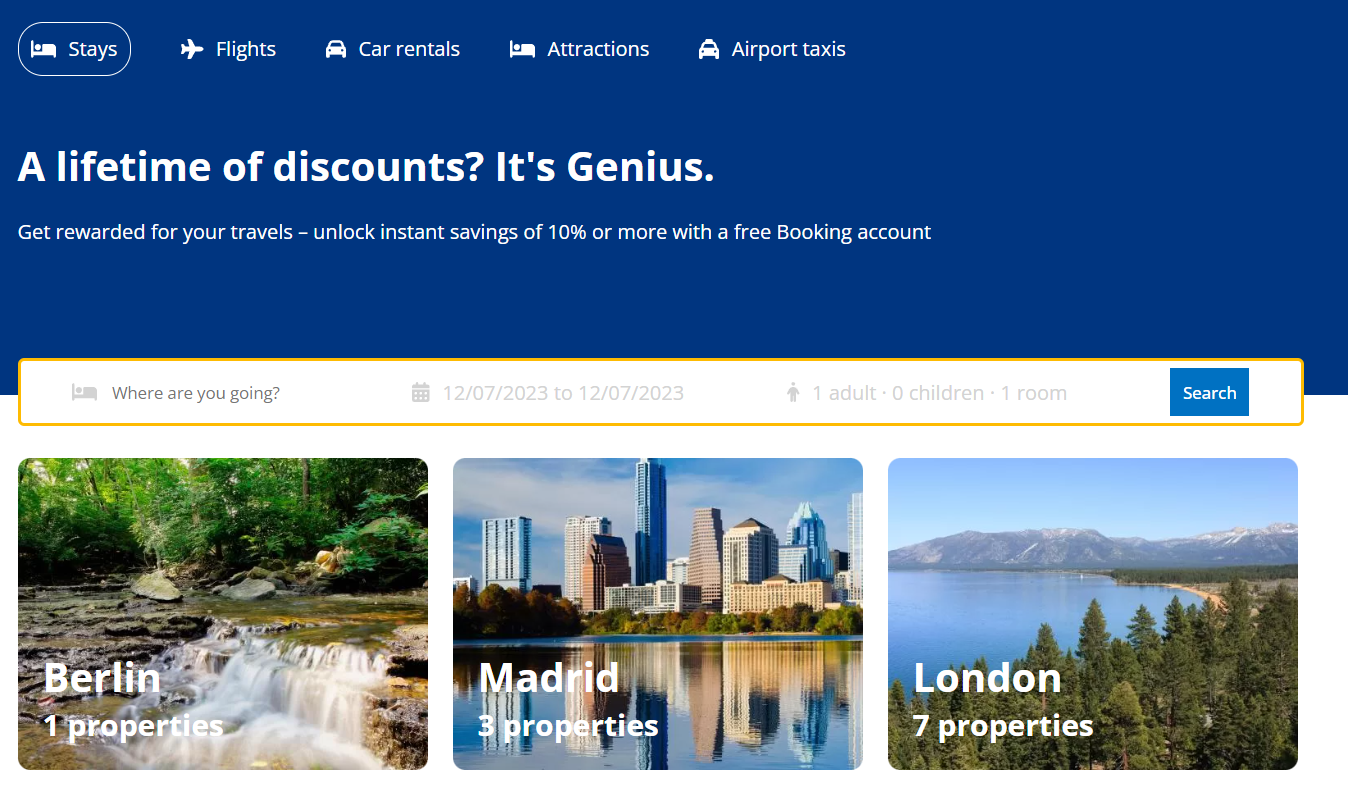 Stays Flights Car rentals Attractions Airport taxis
A lifetime of discounts? It's Genius.
Get rewarded for your travels – unlock instant savings of 10% or more with a free Booking account
Where are you going? 12/07/2023 to 12/07/2023 1 adult · 0 children · 1 room Search
Berlin
1 properties
Madrid
3 properties
London
7 properties